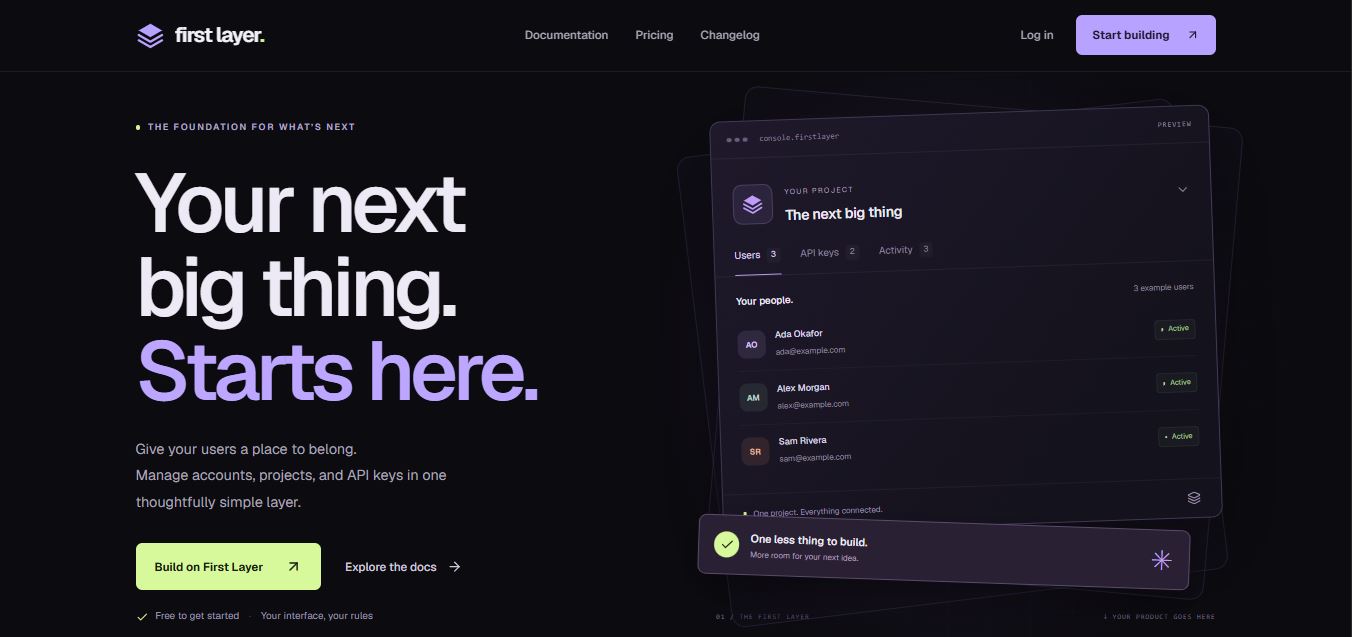 first layer.
Documentation
Pricing
Changelog
Log in
Start building
THE FOUNDATION FOR WHAT'S NEXT
Your next
big thing.
Starts here.
Give your users a place to belong.
Manage accounts, projects, and API keys in one
thoughtfully simple layer.
Build on First Layer
Explore the docs
Free to get started · Your interface, your rules
console.firstlayer
PREVIEW
YOUR PROJECT
The next big thing
Users 3
API keys 2
Activity 3
Your people.
3 example users
AO
Ada Okafor
ada@example.com
Active
AM
Alex Morgan
alex@example.com
Active
SR
Sam Rivera
sam@example.com
Active
One project. Everything connected.
One less thing to build.
More room for your next idea.
01 / THE FIRST LAYER
↓ YOUR PRODUCT GOES HERE